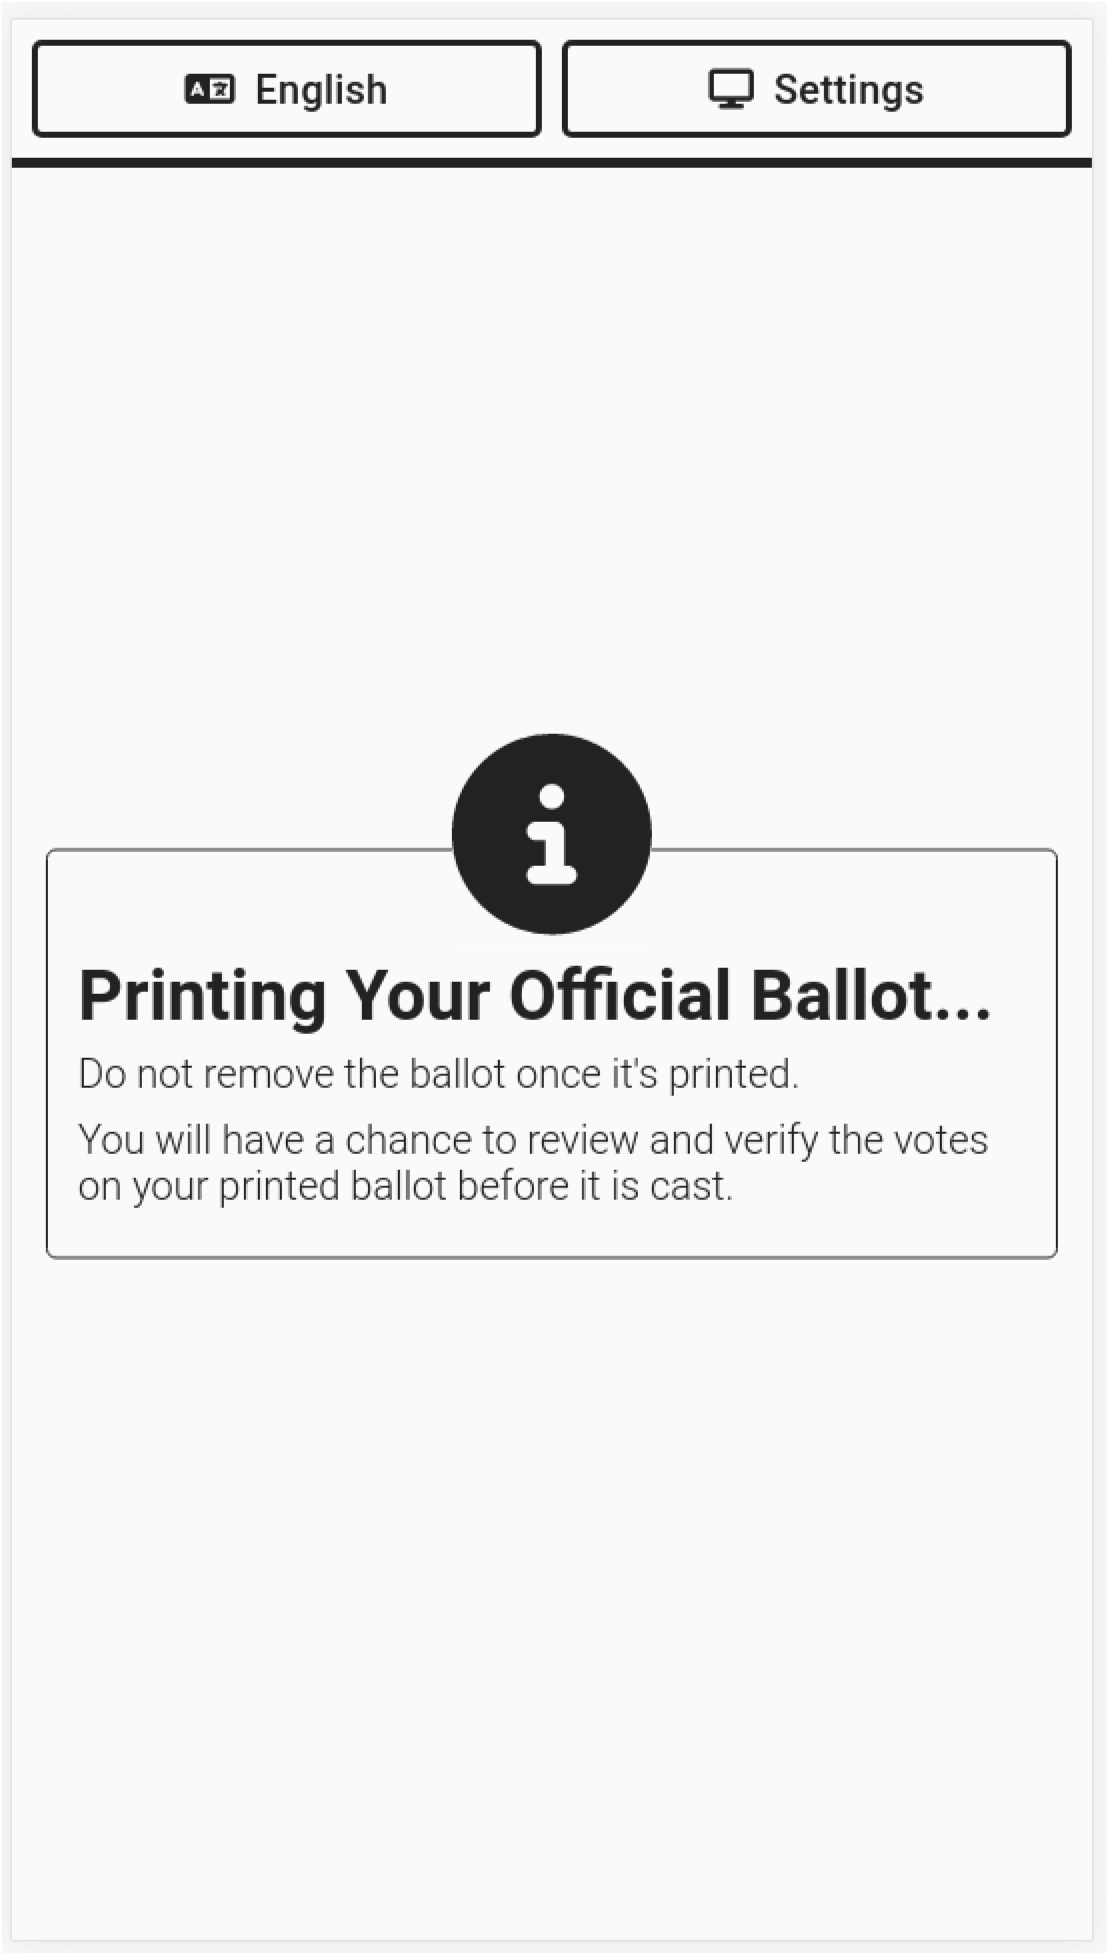 English
Settings
Printing Your Official Ballot...
Do not remove the ballot once it's printed.
You will have a chance to review and verify the votes
on your printed ballot before it is cast.